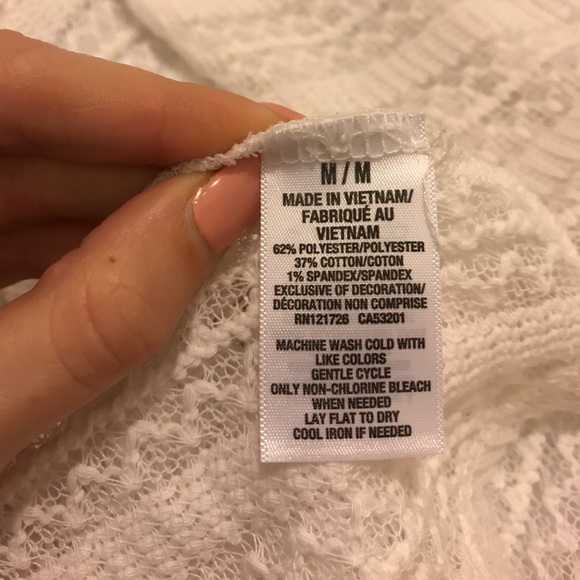 M / M
MADE IN VIETNAM/
FABRIQUÉ AU
VIETNAM
62% POLYESTER/POLYESTER
37% COTTON/COTON
1% SPANDEX/SPANDEX
EXCLUSIVE OF DECORATION/
DÉCORATION NON COMPRISE
RN121726 CA53201
MACHINE WASH COLD WITH
LIKE COLORS
GENTLE CYCLE
ONLY NON-CHLORINE BLEACH
WHEN NEEDED
LAY FLAT TO DRY
COOL IRON IF NEEDED